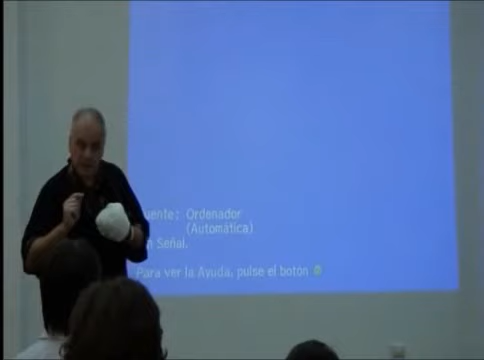 uente: Ordenador
(Automática)
n Señal.
Para ver la Ayuda, pulse el botón